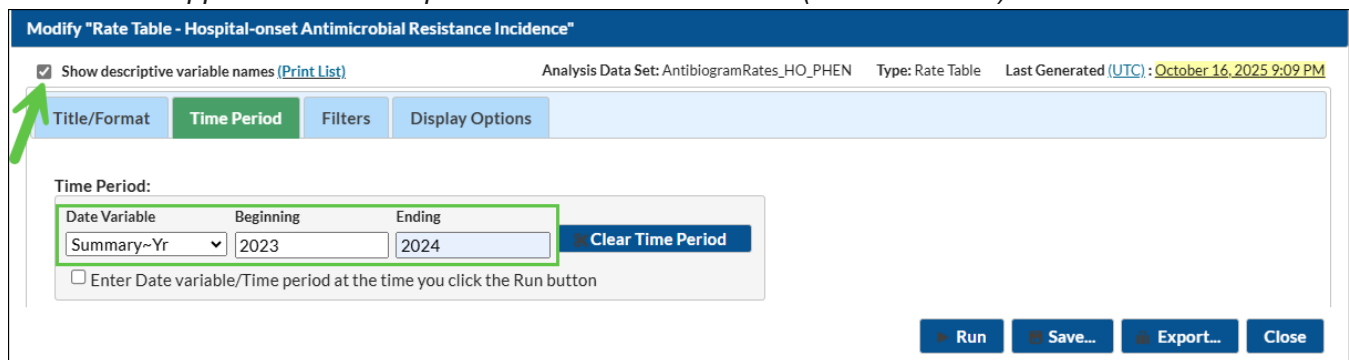 Modify "Rate Table - Hospital-onset Antimicrobial Resistance Incidence"
Show descriptive variable names (Print List) Analysis Data Set: AntibiogramRates_HO_PHEN Type: Rate Table Last Generated (UTC) : October 16, 2025 9:09 PM
Title/Format Time Period Filters Display Options
Time Period:
Date Variable Beginning Ending
Summary~Yr 2023 2024 Clear Time Period
Enter Date variable/Time period at the time you click the Run button
Run Save... Export... Close